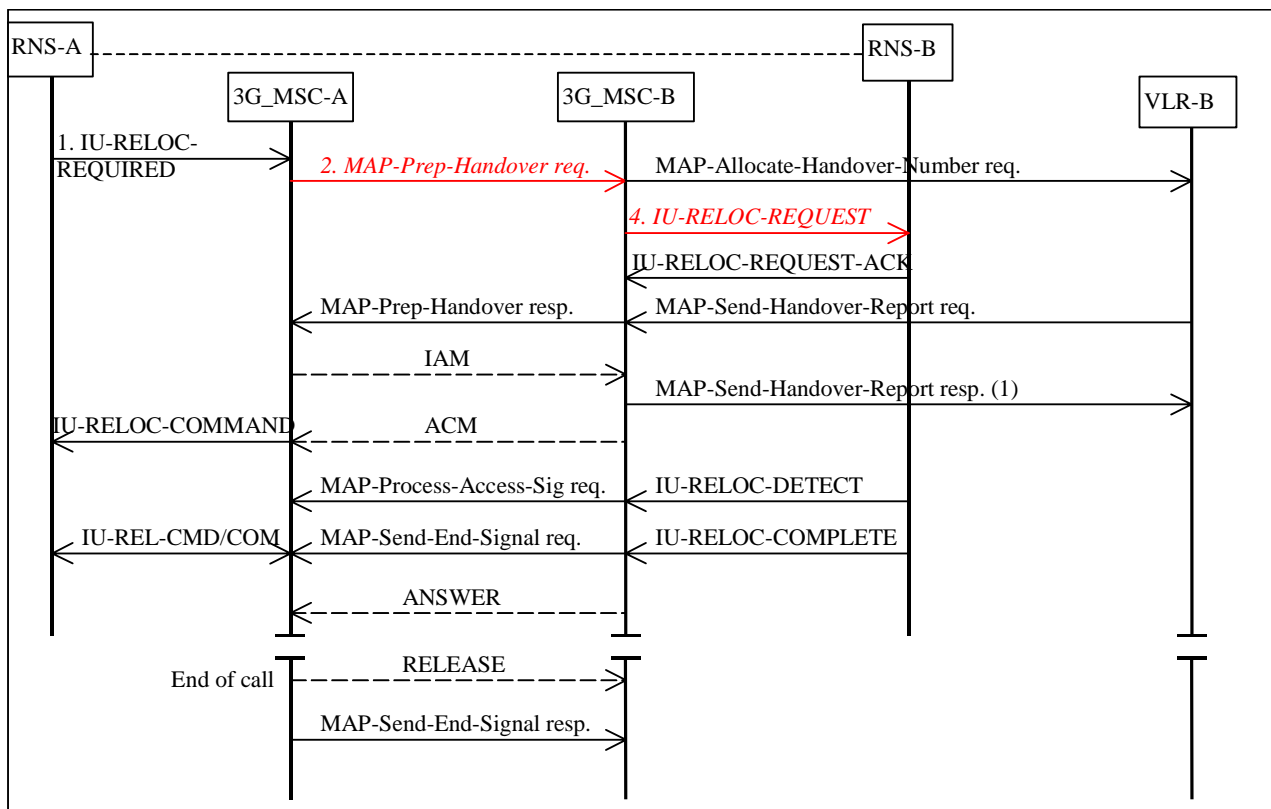 RNS-A
RNS-B
3G_MSC-A
3G_MSC-B
VLR-B
1. IU-RELOC-
REQUIRED
2. MAP-Prep-Handover req.
MAP-Allocate-Handover-Number req.
4. IU-RELOC-REQUEST
IU-RELOC-REQUEST-ACK
MAP-Prep-Handover resp.
MAP-Send-Handover-Report req.
IAM
MAP-Send-Handover-Report resp. (1)
IU-RELOC-COMMAND
ACM
MAP-Process-Access-Sig req.
IU-RELOC-DETECT
IU-REL-CMD/COM
MAP-Send-End-Signal req.
IU-RELOC-COMPLETE
ANSWER
RELEASE
End of call
MAP-Send-End-Signal resp.